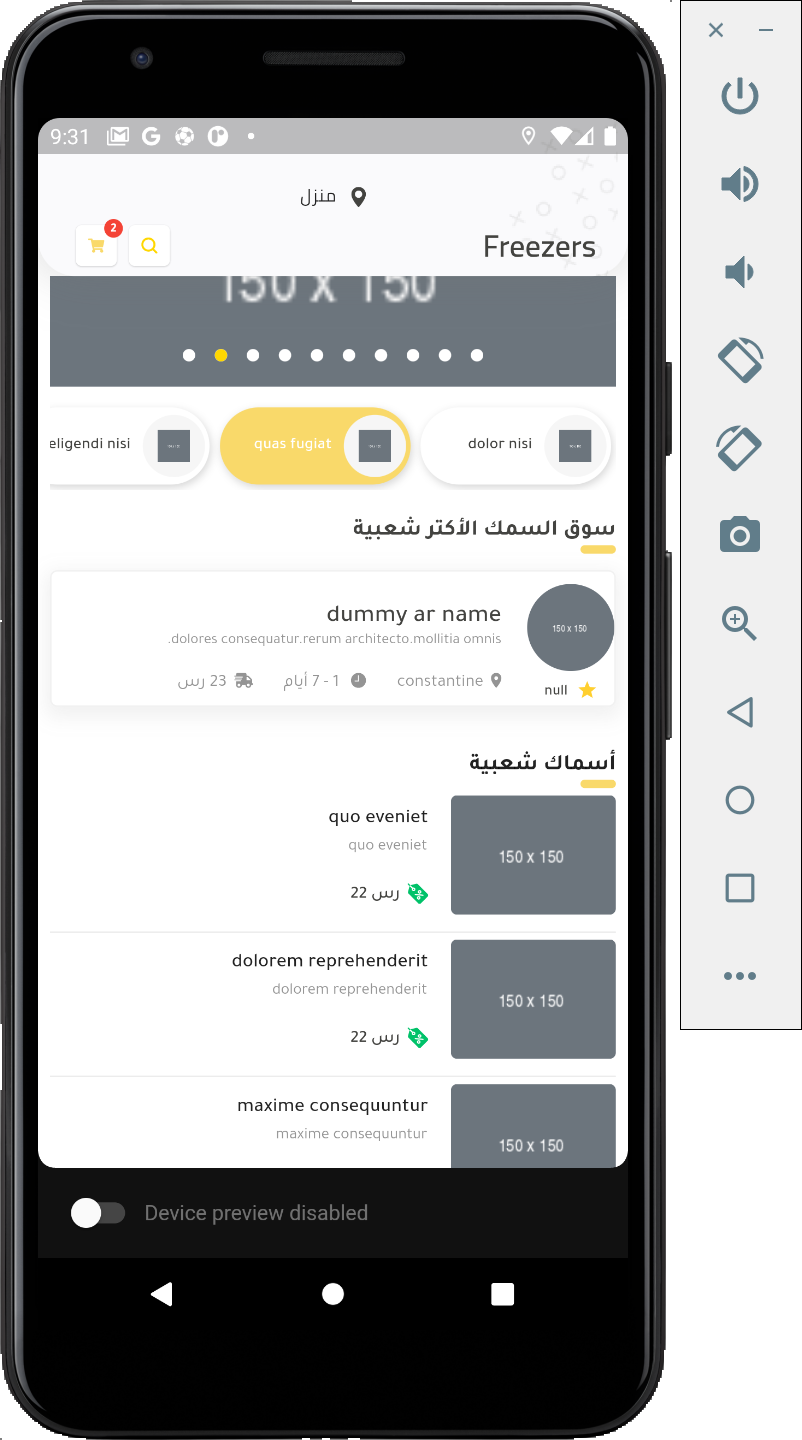 9:31
منزل
2
Freezers
150 x 150
dolor nisi
quas fugiat
eligendi nisi
سوق السمك الأكتر شعبية
150 x 150
dummy ar name
.dolores consequatur.rerum architecto.mollitia omnis
constantine
1 - 7 أيام
23 رس
null
أسماك شعبية
150 x 150
quo eveniet
quo eveniet
22 رس
150 x 150
dolorem reprehenderit
dolorem reprehenderit
22 رس
150 x 150
maxime consequuntur
maxime consequuntur
Device preview disabled